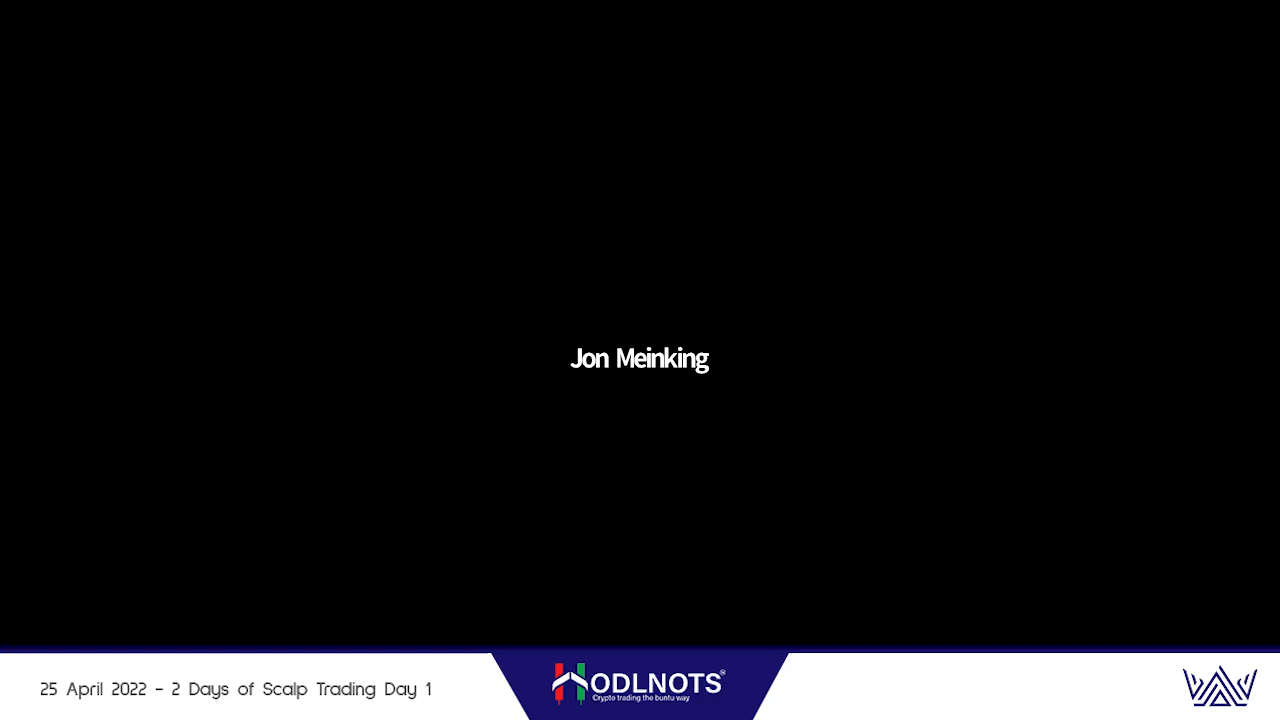 Jon Meinking
25 April 2022 - 2 Days of Scalp Trading Day 1
HODLNOTS®
Crypto trading the buntu way